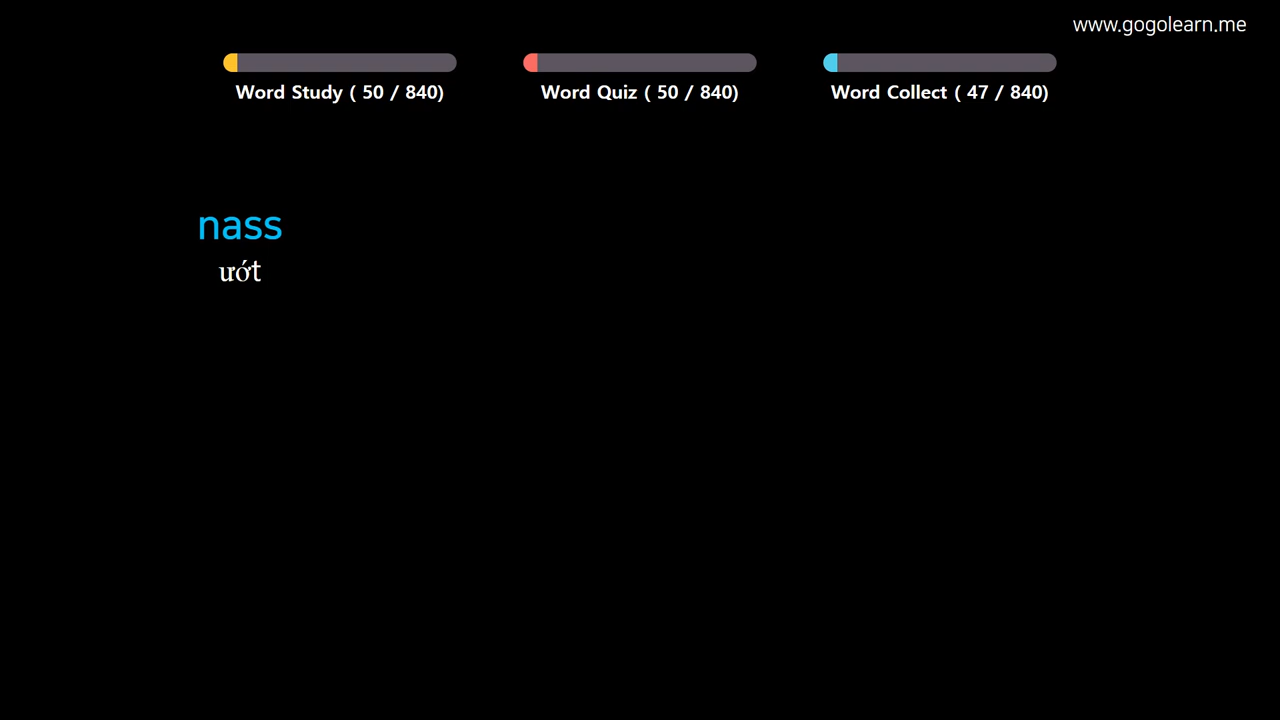 www.gogolearn.me
Word Study ( 50 / 840)
Word Quiz ( 50 / 840)
Word Collect ( 47 / 840)
nass
ướt